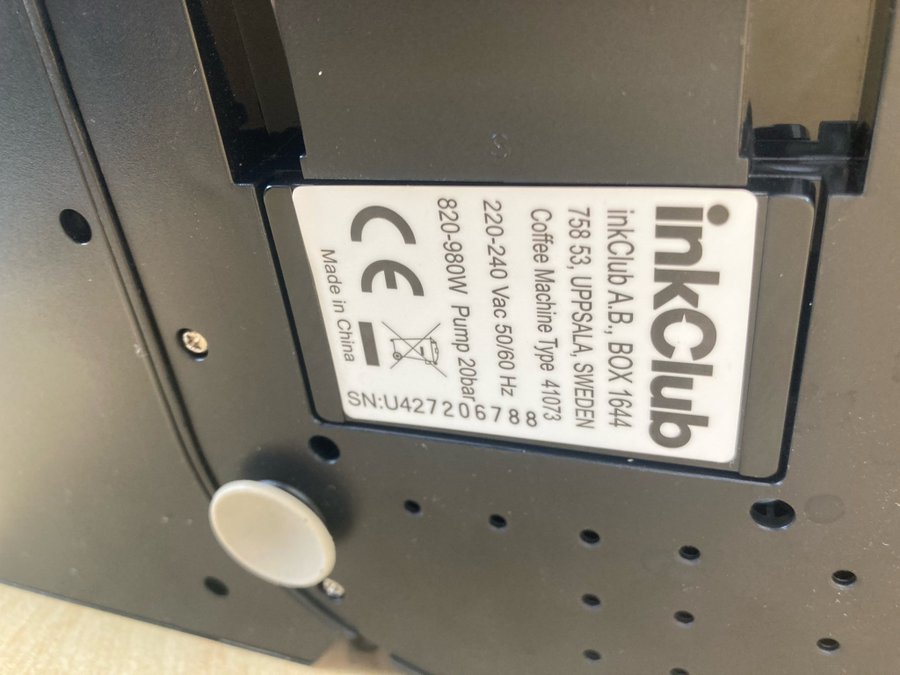 inkClub
inkClub A.B., BOX 1644
758 53, UPPSALA, SWEDEN
Coffee Machine Type 41073
220-240 Vac 50/60 Hz
820-980W Pump 20bar
CE
Made in China
SN:U427206788